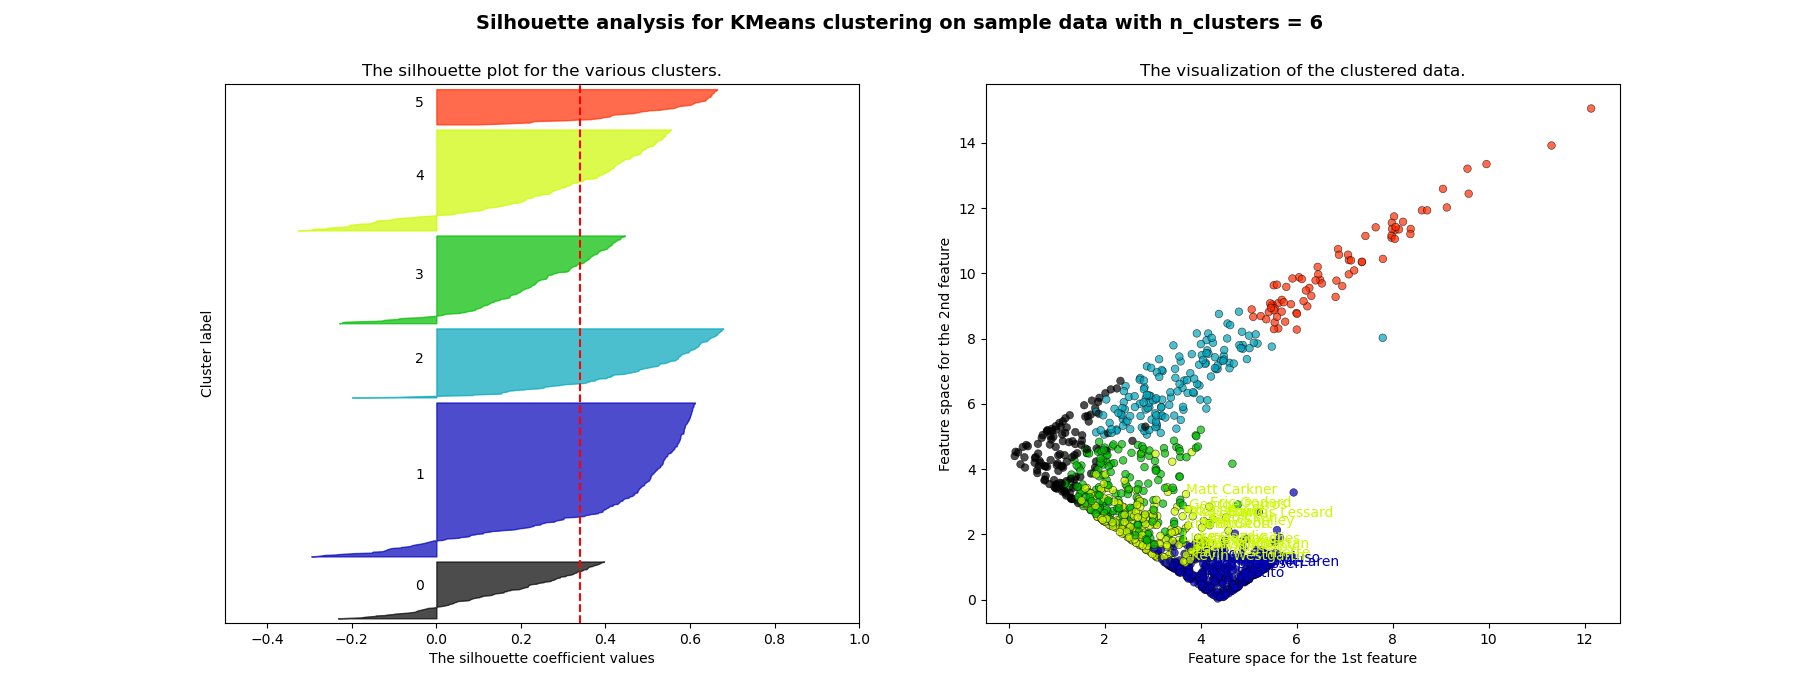 Silhouette analysis for KMeans clustering on sample data with n_clusters = 6
The silhouette plot for the various clusters.
5
4
3
2
1
0
Cluster label
−0.4 −0.2 0.0 0.2 0.4 0.6 0.8 1.0
The silhouette coefficient values
The visualization of the clustered data.
14
12
10
8
6
4
2
0
Feature space for the 2nd feature
Matt Carkner
Lessard
Kevin Westgarth
Laren
0 2 4 6 8 10 12
Feature space for the 1st feature